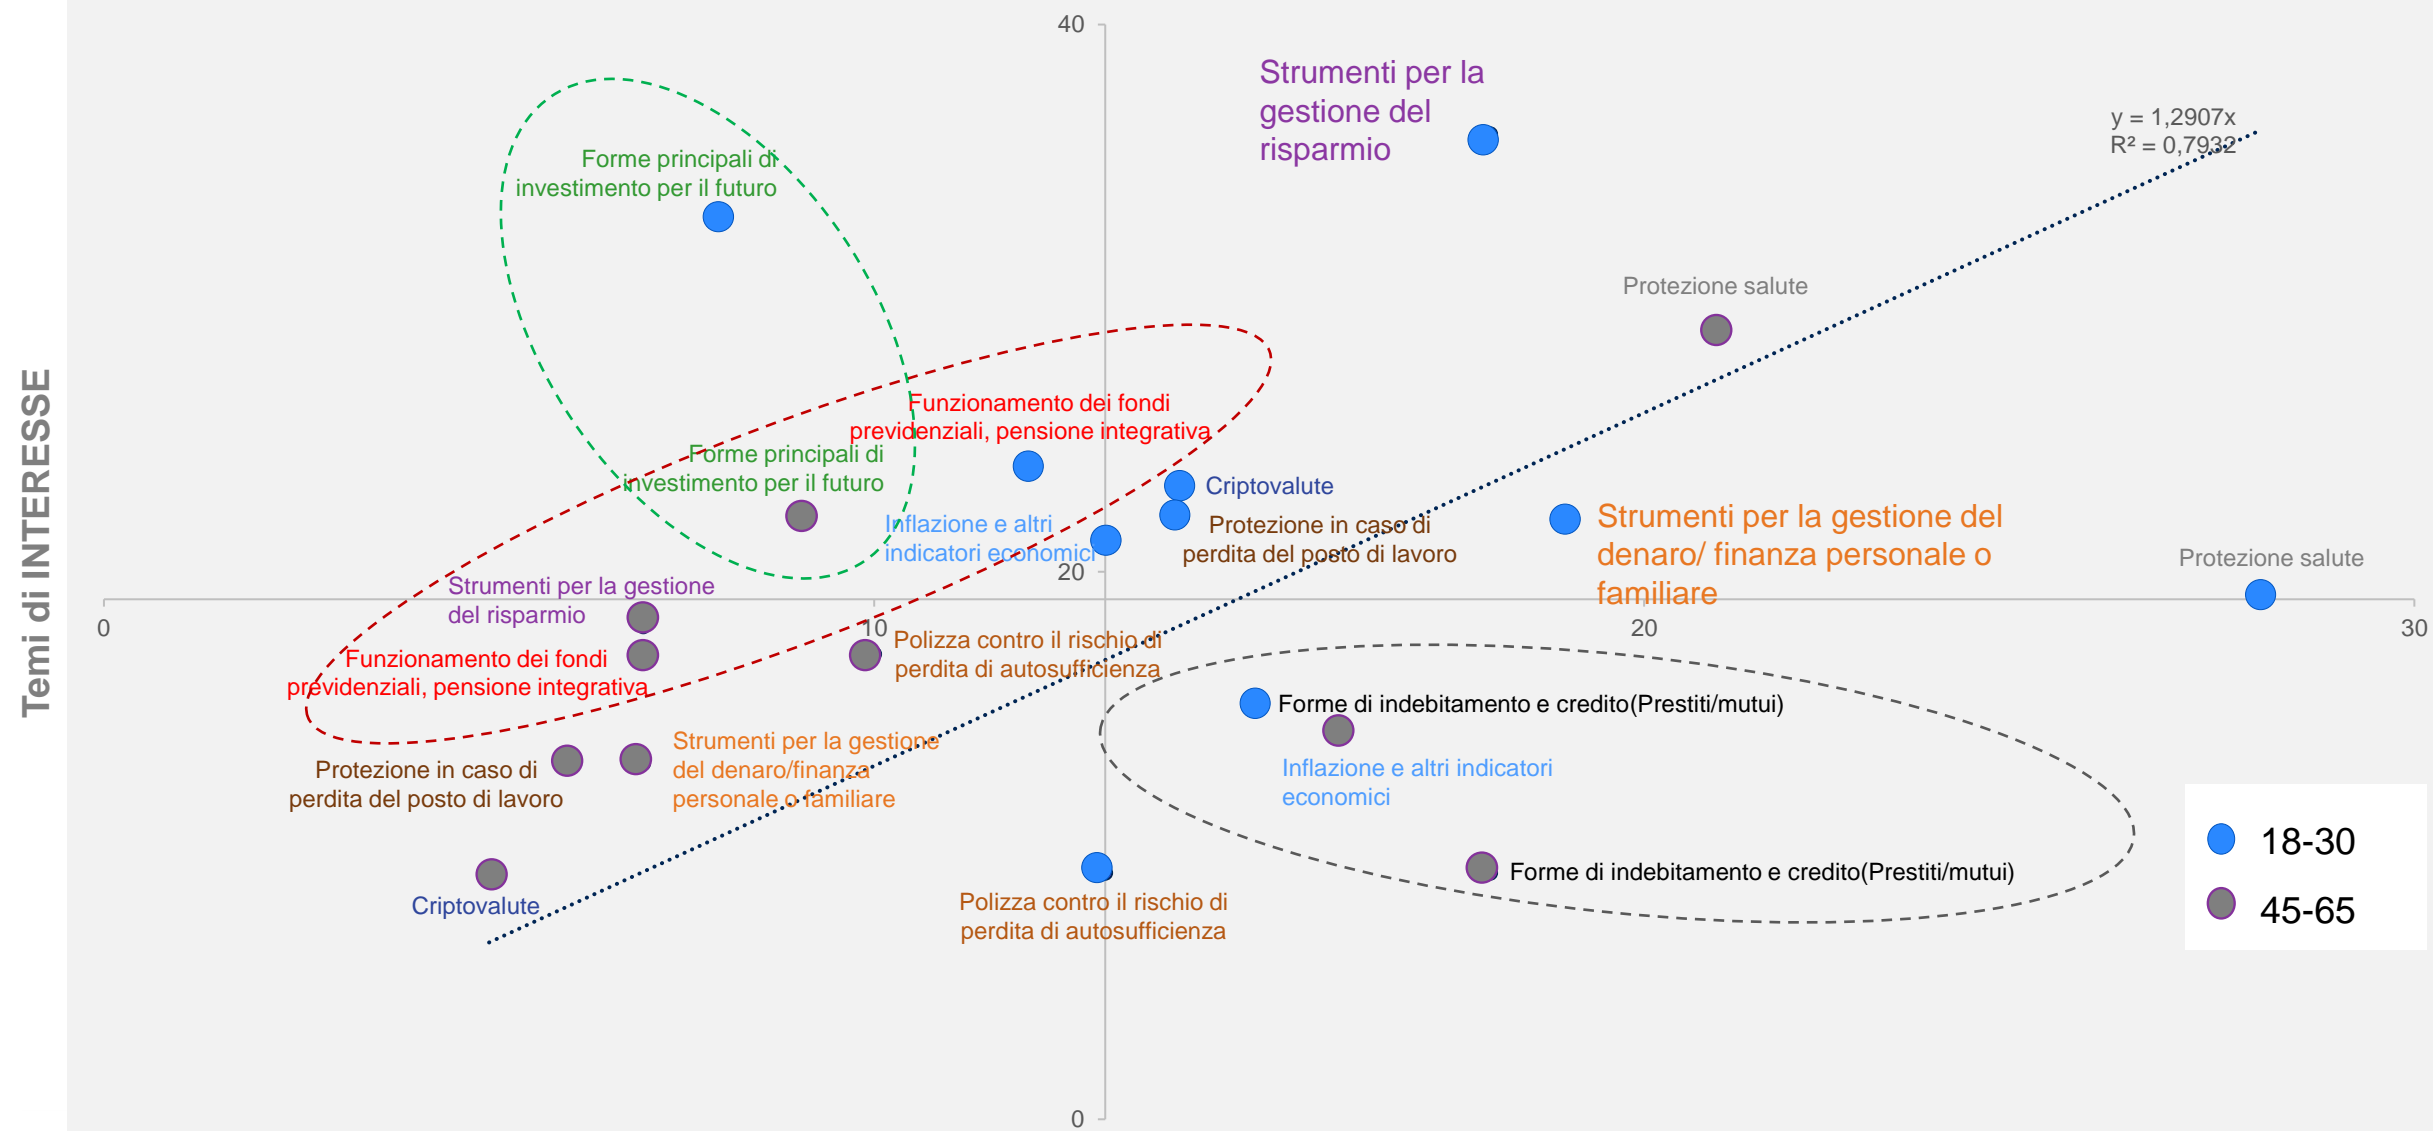 Temi di INTERESSE
40
Strumenti per la
gestione del
risparmio
y = 1,2907x
R² = 0,7932
Forme principali di
investimento per il futuro
Protezione salute
Funzionamento dei fondi
previdenziali, pensione integrativa
Forme principali di
investimento per il futuro
Criptovalute
Inflazione e altri
indicatori economici
Protezione in caso di
perdita del posto di lavoro
Strumenti per la gestione del
denaro/ finanza personale o
familiare
Protezione salute
20
Strumenti per la gestione
del risparmio
0
10
20
30
Polizza contro il rischio di
perdita di autosufficienza
Funzionamento dei fondi
previdenziali, pensione integrativa
Forme di indebitamento e credito(Prestiti/mutui)
Strumenti per la gestione
del denaro/finanza
personale o familiare
Protezione in caso di
perdita del posto di lavoro
Inflazione e altri indicatori
economici
18-30
45-65
Forme di indebitamento e credito(Prestiti/mutui)
Criptovalute
Polizza contro il rischio di
perdita di autosufficienza
0